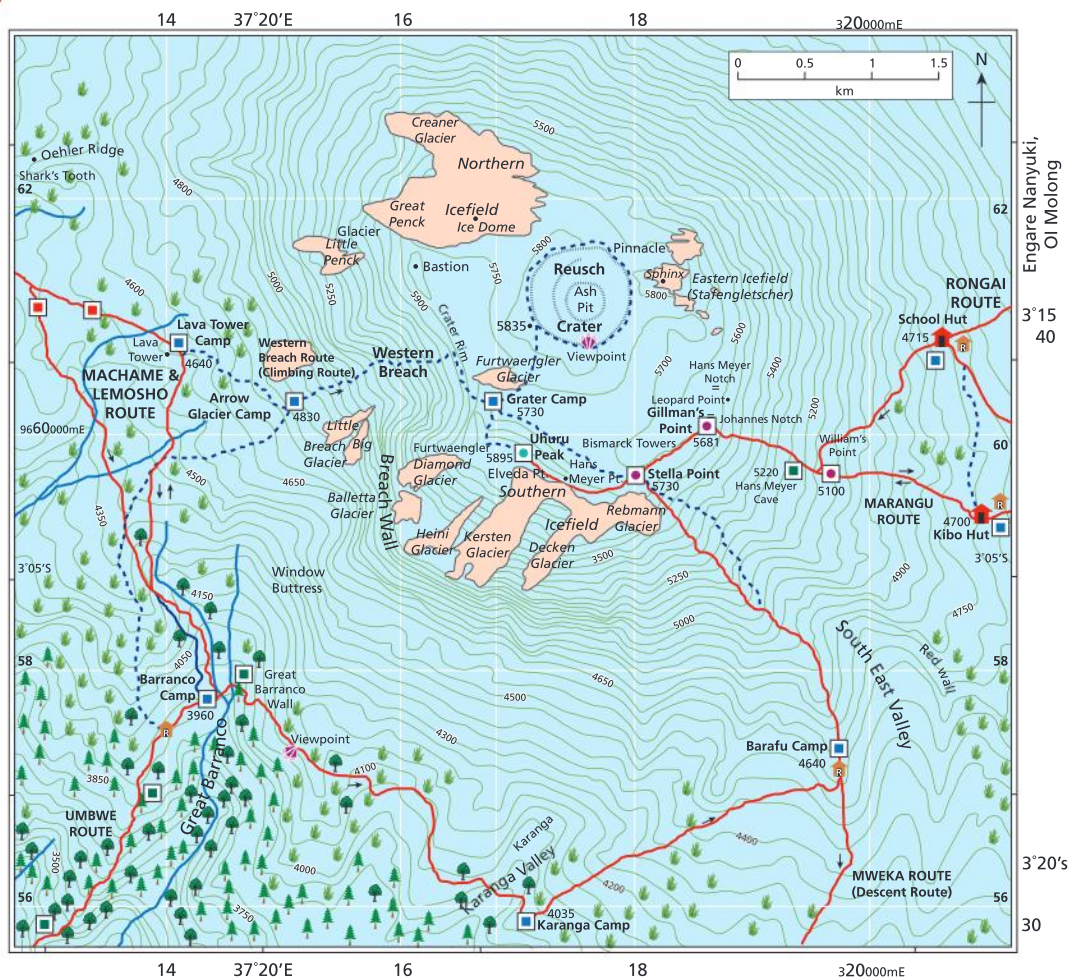 14
37°20'E
16
18
320000mE
0
0.5
1
1.5
km
N
Engare Nanyuki,
Ol Molong
Creaner
Glacier
5500
Northern
Oehler Ridge
Shark's Tooth
62
4800
Great
Penck
Icefield
Ice Dome
62
Glacier
Little
Penck
5800
Pinnacle
Bastion
5750
Reusch
Sphinx
Eastern Icefield
(Stafengletscher)
5000
5250
5900
Ash
Pit
5800
RONGAI
ROUTE
4600
Crater Rim
School Hut
3°15
Lava Tower
Camp
5835
Crater
5600
4715
R
40
Lava
Tower
4640
Western
Breach Route
(Climbing Route)
Western
Breach
Viewpoint
Furtwaengler
Glacier
5700
Hans Meyer
Notch
5400
MACHAME &
LEMOSHO
ROUTE
Arrow
Glacier Camp
4830
Crater Camp
5730
Leopard Point
Gillman's
Point
Johannes Notch
5200
9660000mE
Little
Breach
Big
Glacier
Furtwaengler
Uhuru
Peak
5895
Bismarck Towers
5681
William's
Point
60
4500
4650
Breach Wall
Diamond
Glacier
Elveda Pt.
Hans
Meyer Pt.
Stella Point
5730
5220
Hans Meyer
Cave
5100
4350
Balletta
Glacier
Southern
Rebmann
Glacier
MARANGU
ROUTE
R
4700
Kibo Hut
Heini
Glacier
Kersten
Glacier
Icefield
Decken
Glacier
3500
3°05'S
3°05'S
Window
Buttress
5250
4900
4150
4750
5000
58
4050
South East Valley
Red wall
58
Barranco
Camp
3960
Great
Barranco
Wall
4650
4500
R
Great Barranco
Viewpoint
4300
Barafu Camp
4640
R
3850
4100
UMBWE
ROUTE
Karanga
4400
3500
4000
Karanga Valley
4200
MWEKA ROUTE
(Descent Route)
3°20's
56
3750
4035
Karanga Camp
56
30
14
37°20'E
16
18
320000mE